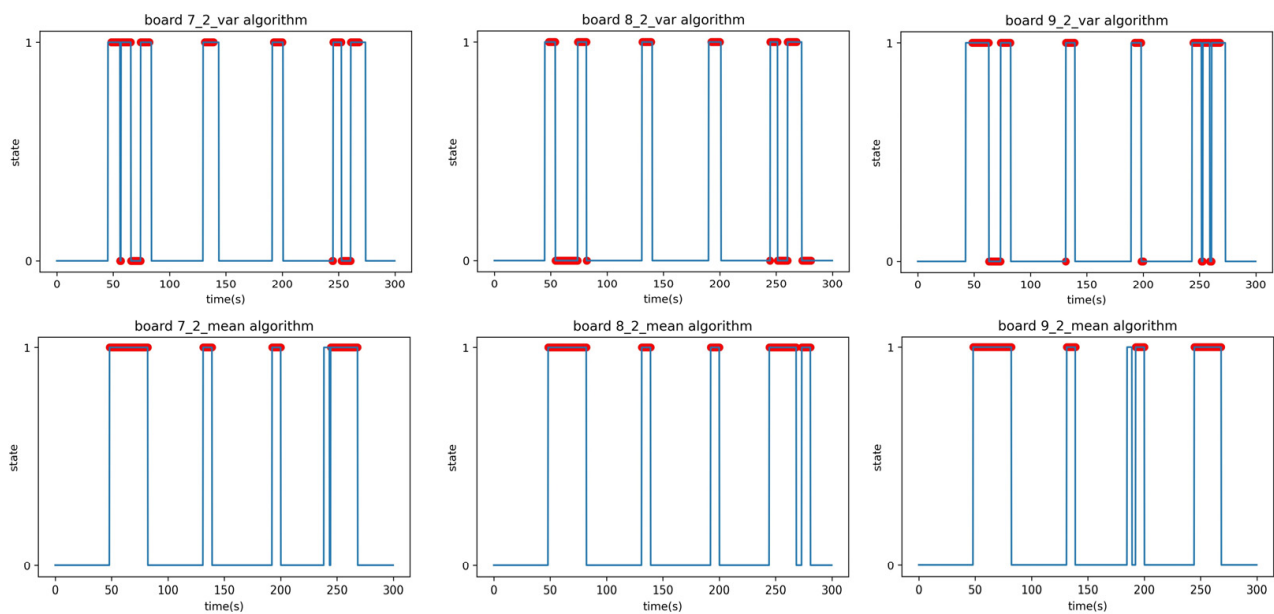 board 7_2_var algorithm
1
state
0
0 50 100 150 200 250 300
time(s)
board 8_2_var algorithm
1
state
0
0 50 100 150 200 250 300
time(s)
board 9_2_var algorithm
1
state
0
0 50 100 150 200 250 300
time(s)
board 7_2_mean algorithm
1
state
0
0 50 100 150 200 250 300
time(s)
board 8_2_mean algorithm
1
state
0
0 50 100 150 200 250 300
time(s)
board 9_2_mean algorithm
1
state
0
0 50 100 150 200 250 300
time(s)